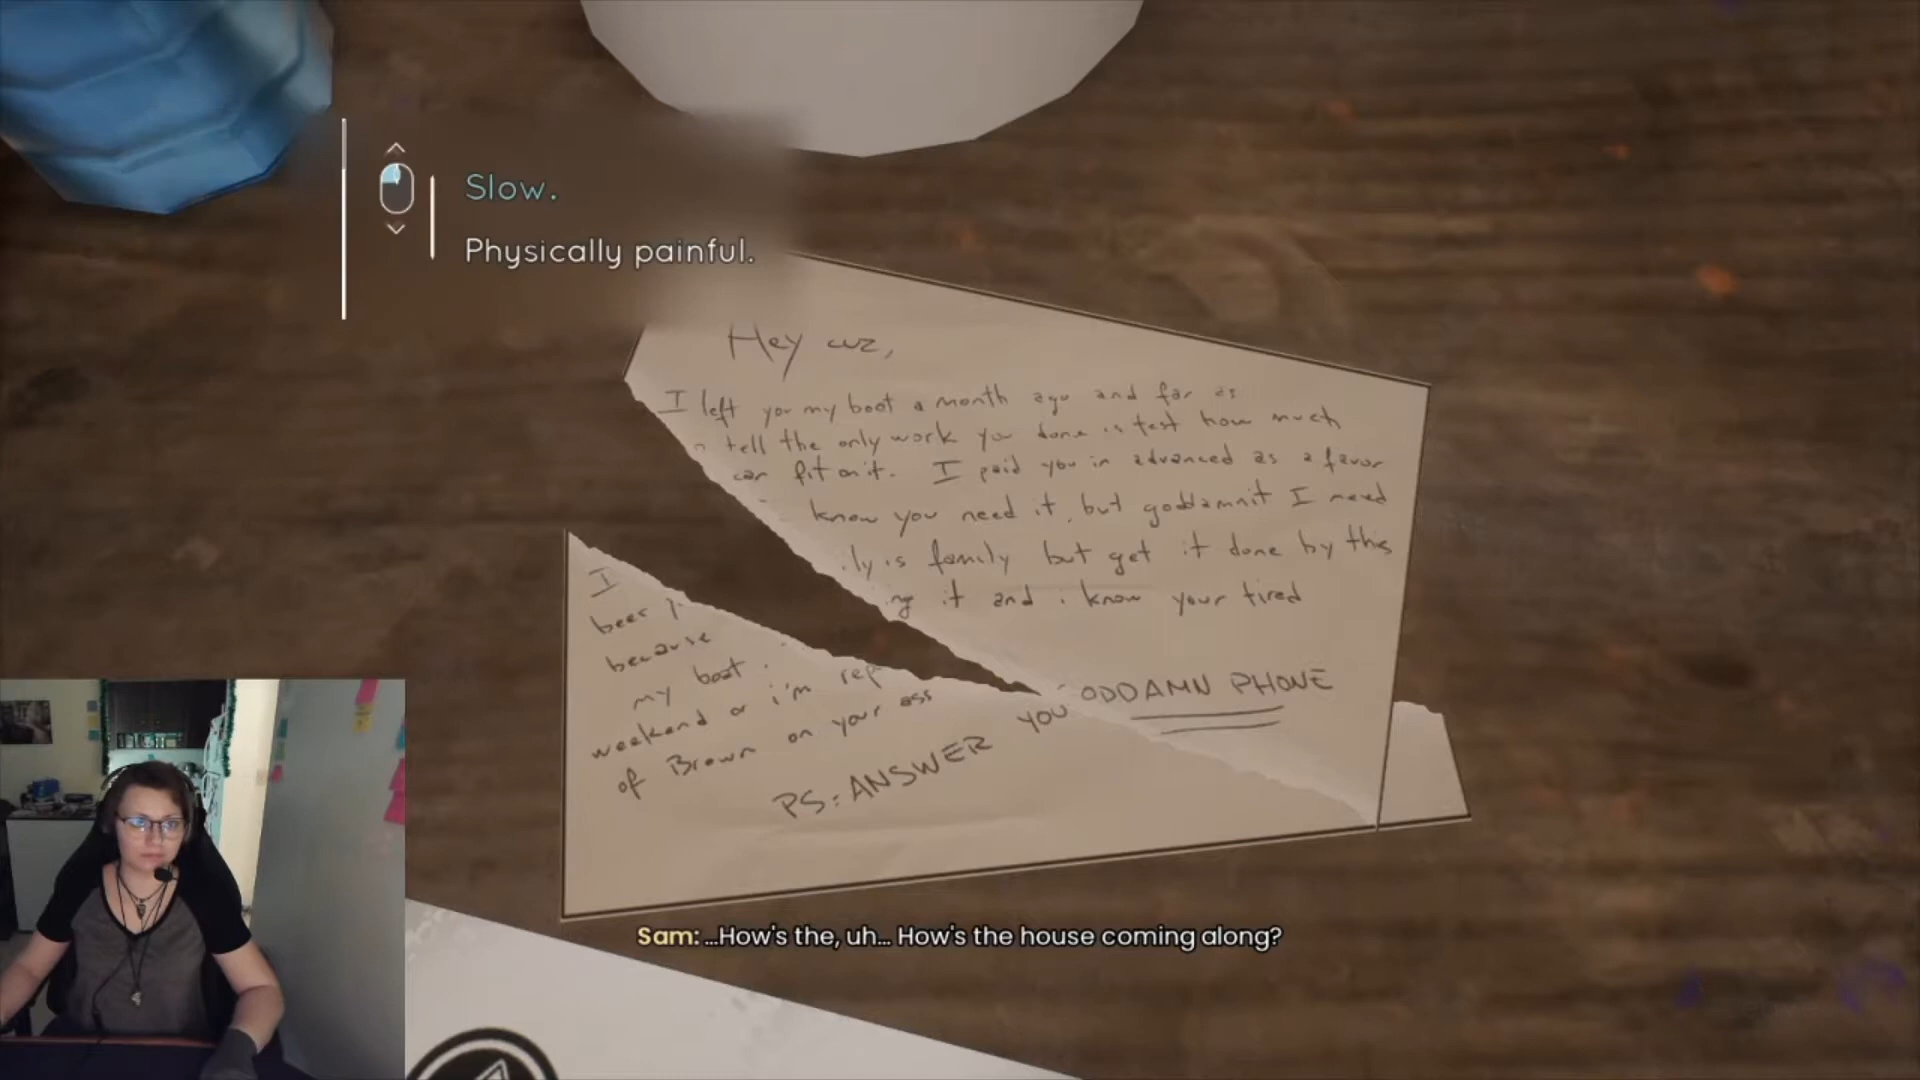 Slow.
Physically painful.
Hey cuz,
I left you my boat a month ago and far as
tell the only work you done is test how much
can fit on it. I paid you in advanced as a favor
know you need it, but goddamnit I need
ly is family but get it done by this
ng it and i know your tired
I
beer
because
my boat.
weekend or i'm rep
of Brown on your ass
PS: ANSWER YOU ODDAMN PHONE
Sam: ...How's the, uh... How's the house coming along?